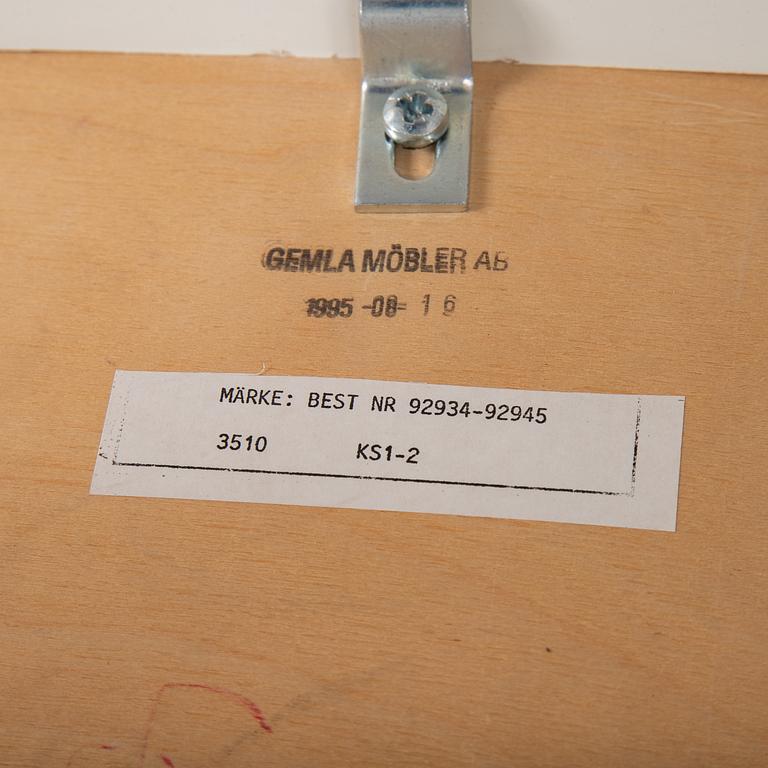 GEMLA MÖBLER AB
1995-08-16
MÄRKE: BEST NR 92934-92945
3510 KS1-2